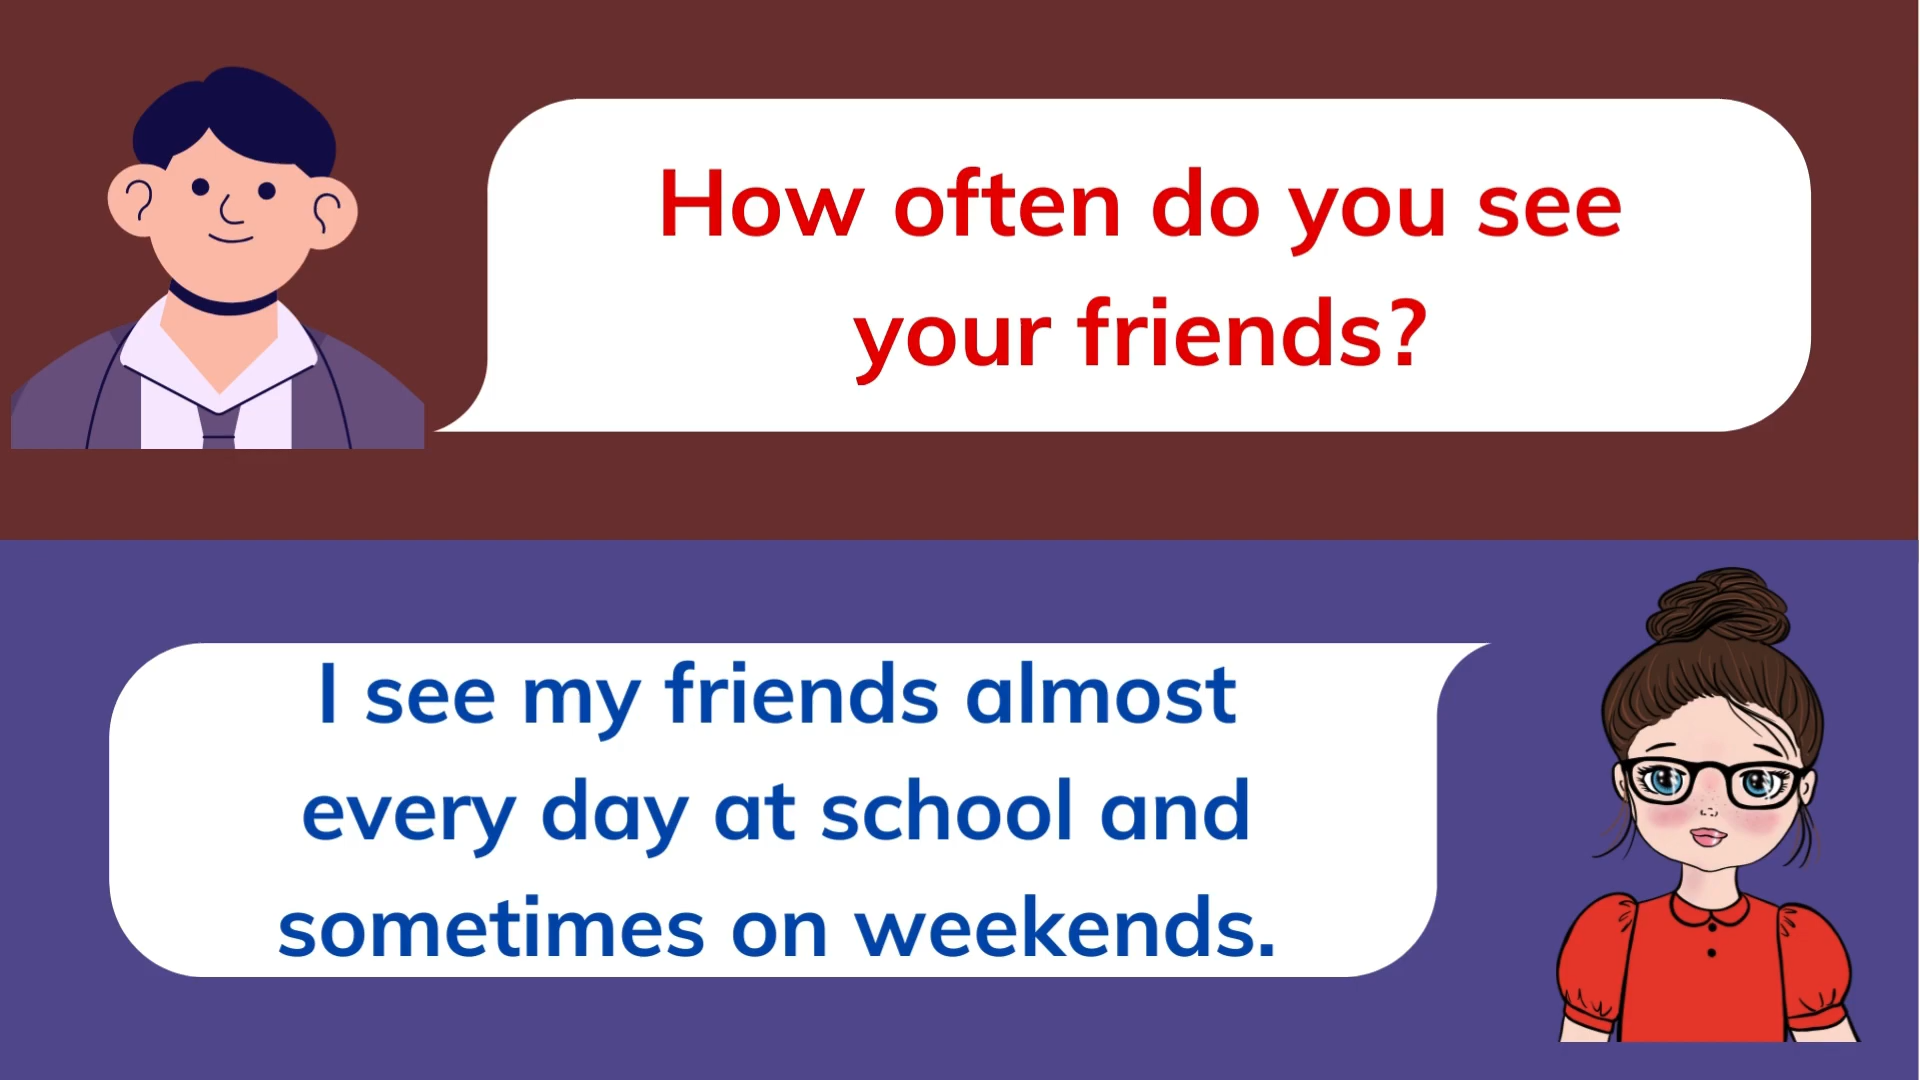 How often do you see
your friends?
I see my friends almost
every day at school and
sometimes on weekends.